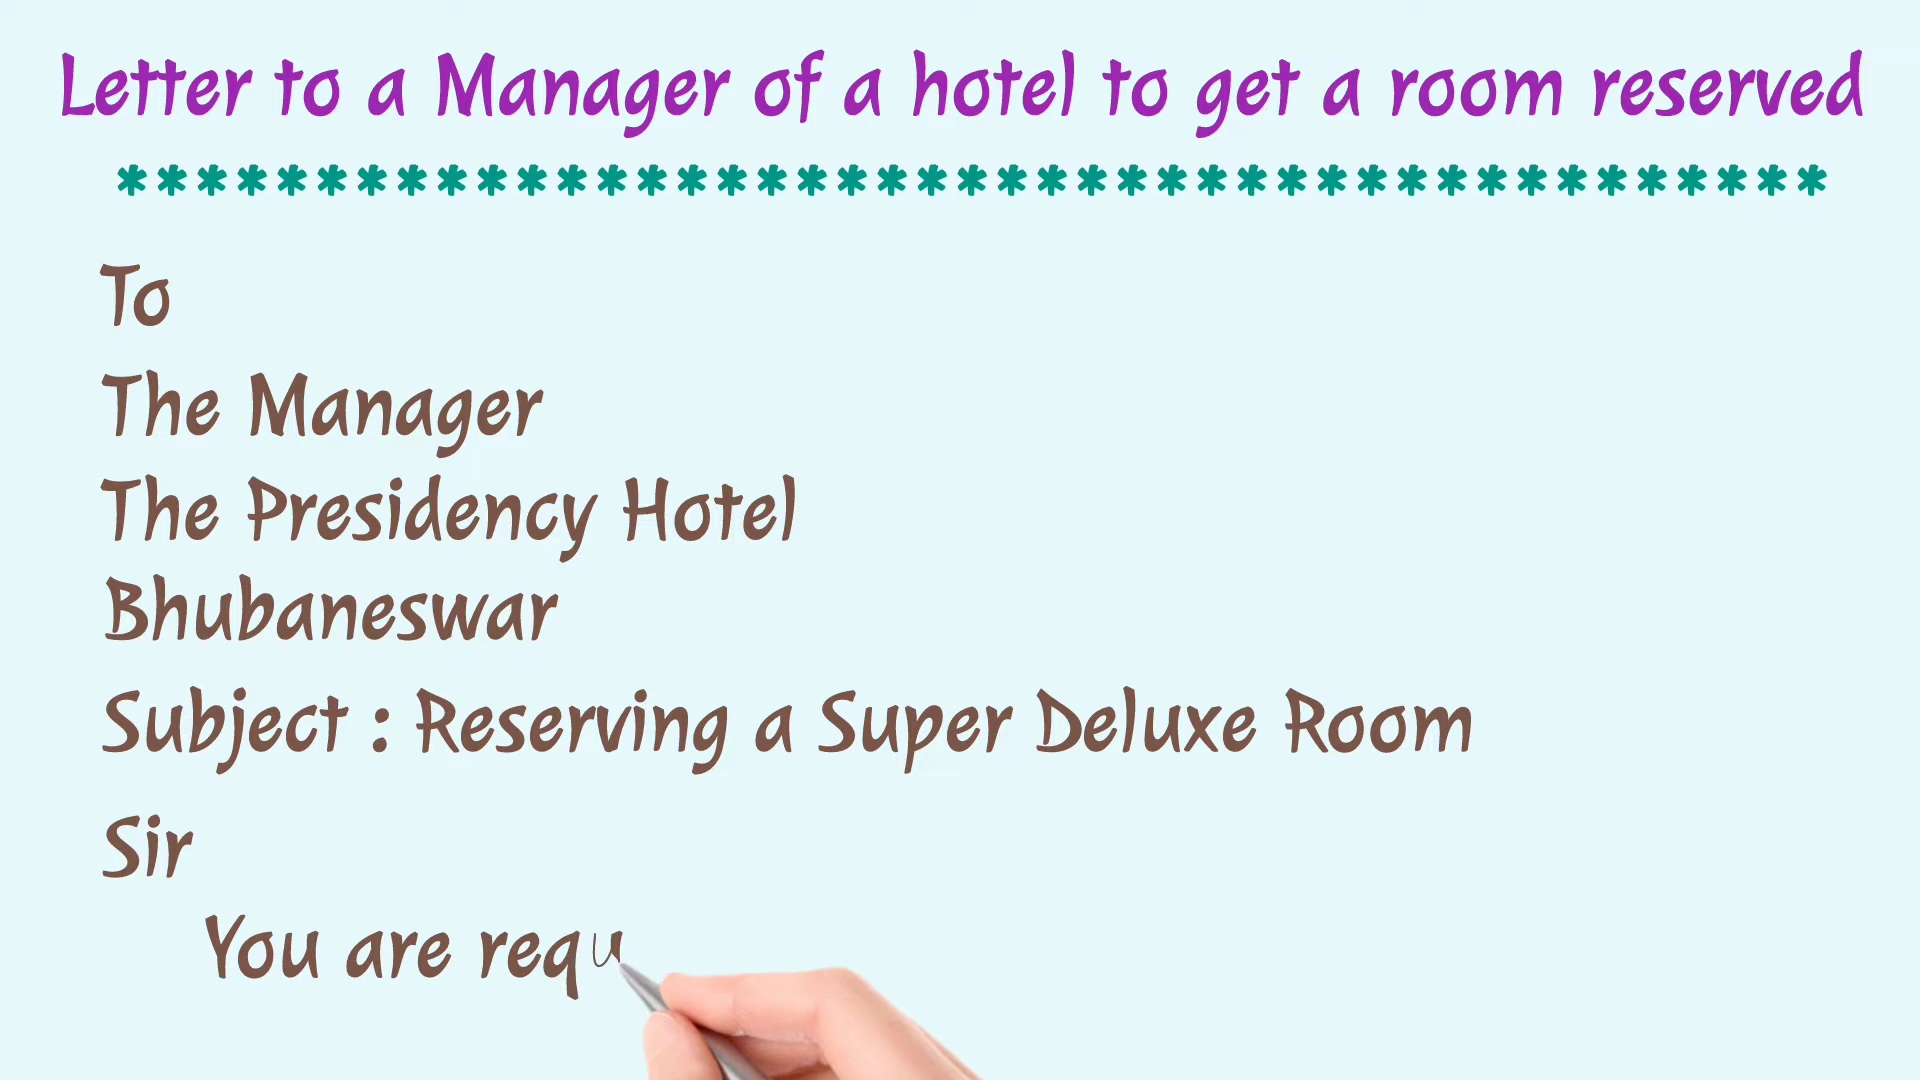 Letter to a Manager of a hotel to get a room reserved
*******************************************
To
The Manager
The Presidency Hotel
Bhubaneswar
Subject : Reserving a Super Deluxe Room
Sir
You are requ